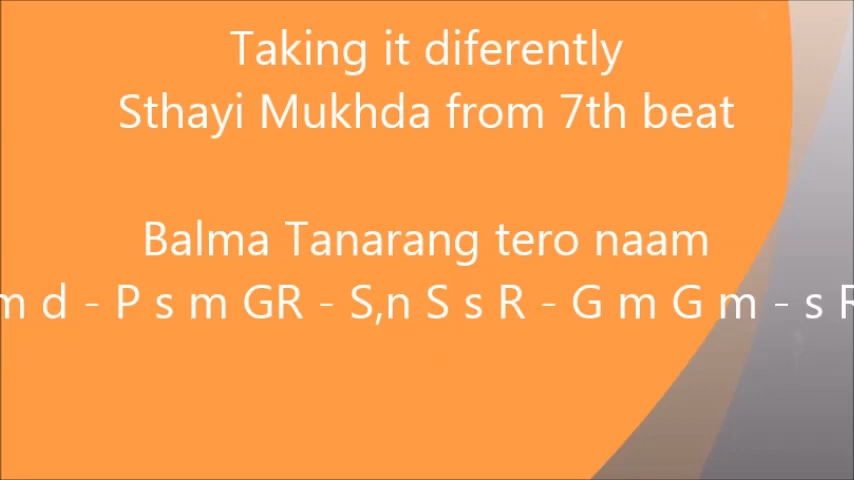 Taking it diferently
Sthayi Mukhda from 7th beat
Balma Tanarang tero naam
m d - P s m GR - S,n S s R - G m G m - s R